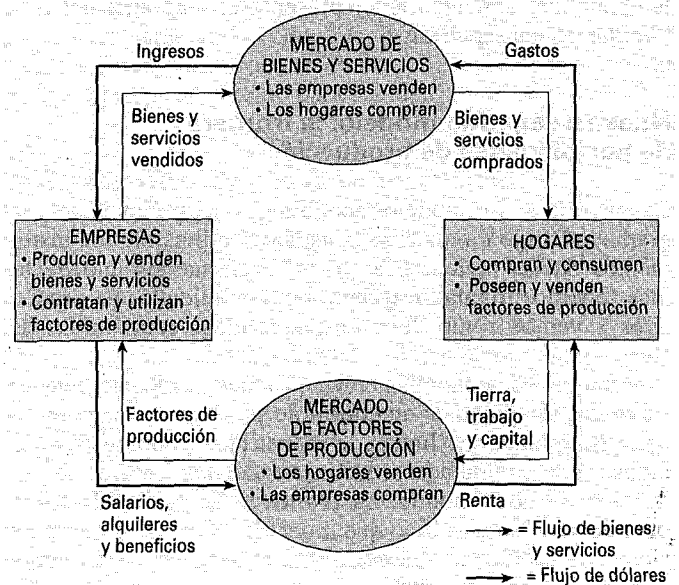 Ingresos
MERCADO DE
BIENES Y SERVICIOS
• Las empresas venden
• Los hogares compran
Gastos
Bienes y
servicios
vendidos
Bienes y
servicios
comprados
EMPRESAS
• Producen y venden
bienes y servicios
• Contratan y utilizan
factores de producción
HOGARES
• Compran y consumen
• Poseen y venden
factores de producción
Factores de
producción
MERCADO
DE FACTORES
DE PRODUCCIÓN
• Los hogares venden
• Las empresas compran
Tierra,
trabajo
y capital
Salarios,
alquileres
y beneficios
Renta
= Flujo de bienes
y servicios
= Flujo de dólares